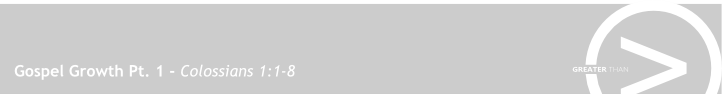 Gospel Growth Pt. 1 - Colossians 1:1-8
GREATER THAN